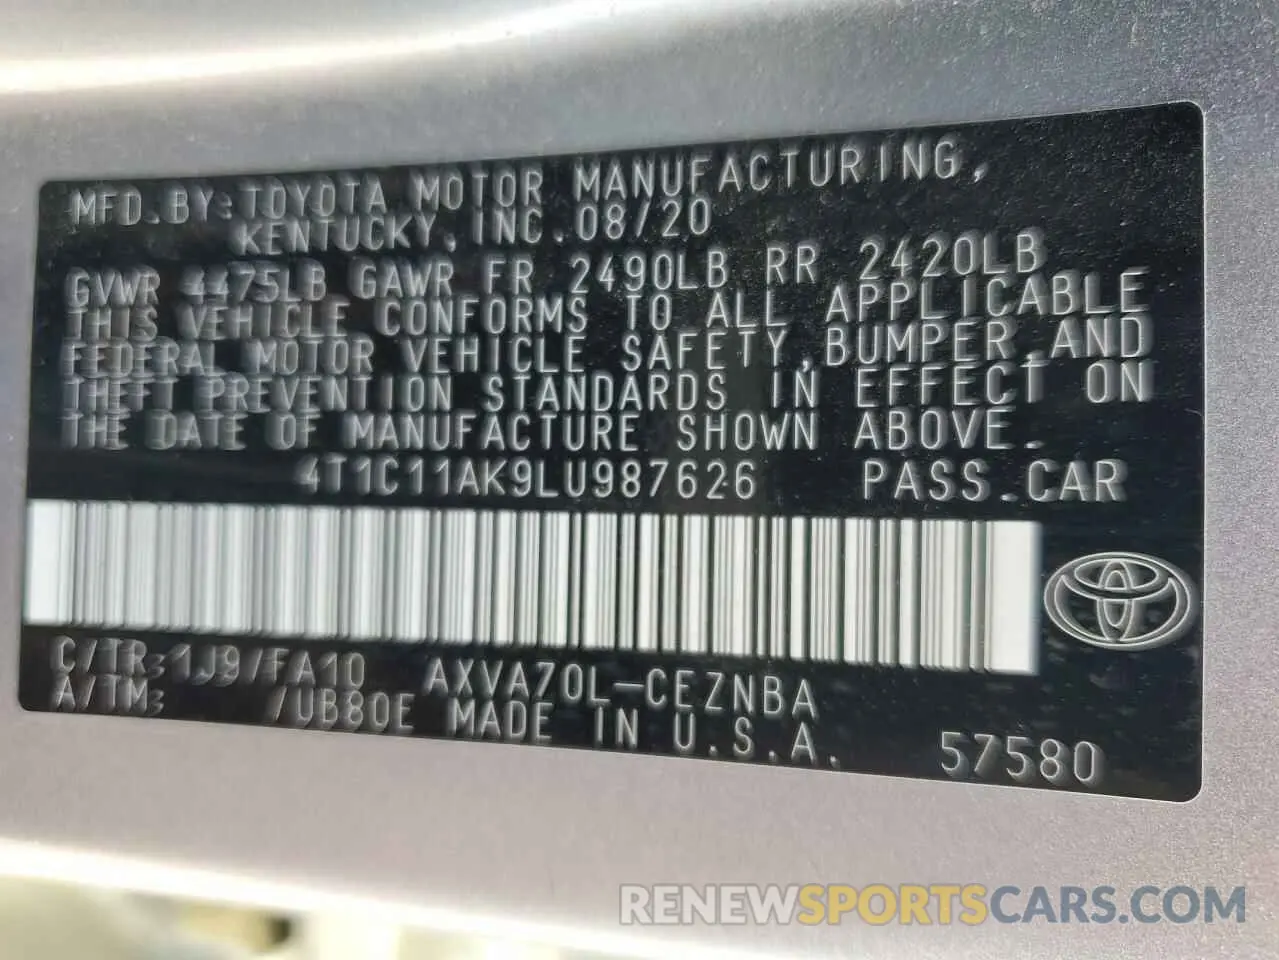 MFD.BY:TOYOTA MOTOR MANUFACTURING,
KENTUCKY, INC.08/20
GVWR 4475LB GAWR FR 2490LB RR 2420LB
THIS VEHICLE CONFORMS TO ALL APPLICABLE
FEDERAL MOTOR VEHICLE SAFETY,BUMPER,AND
THEFT PREVENTION STANDARDS IN EFFECT ON
THE DATE OF MANUFACTURE SHOWN ABOVE.
4T1C11AK9LU987626 PASS.CAR
C/TR:1J9/FA10 AXVA70L-CEZNBA
A/TM: /UB80E MADE IN U.S.A. 57580
RENEWSPORTSCARS.COM